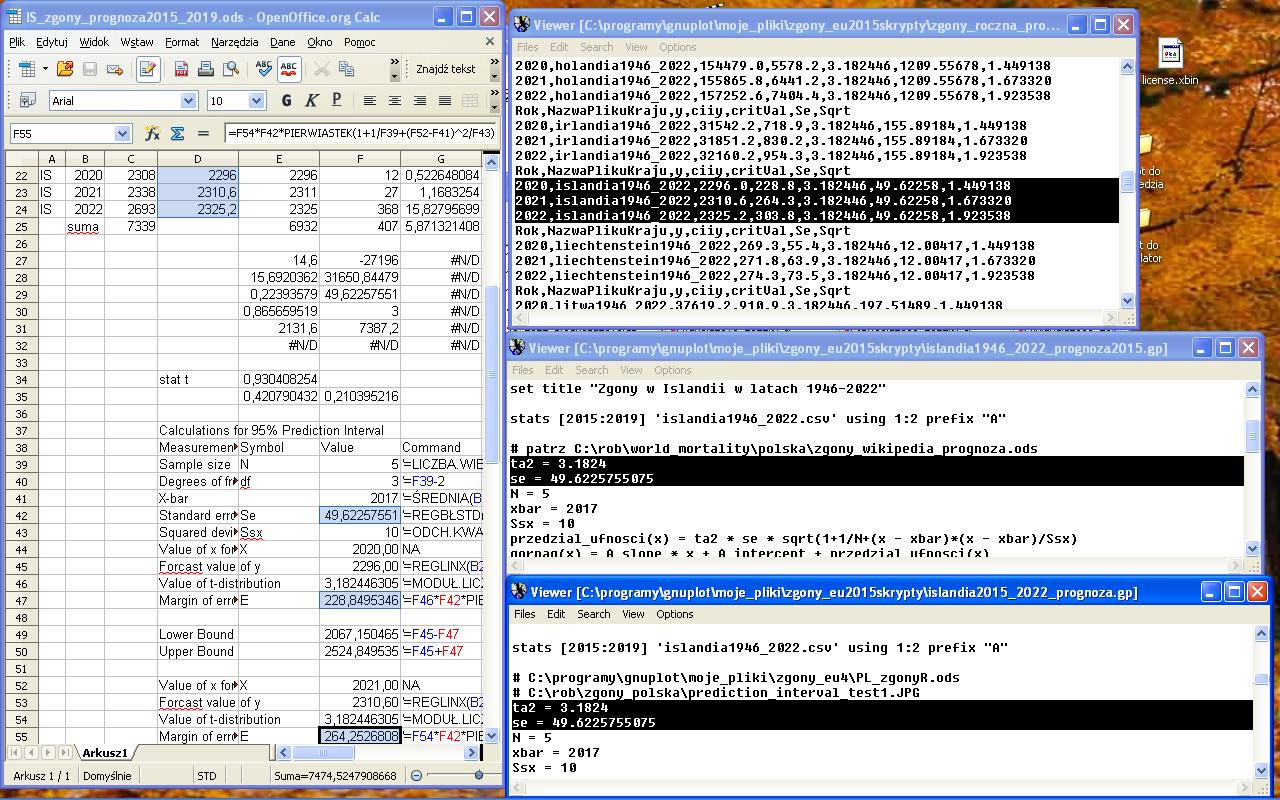 IS_zgony_prognoza2015_2019.ods - OpenOffice.org Calc
Plik Edytuj Widok Wstaw Format Narzędzia Dane Okno Pomoc
Znajdź tekst
Arial 10 G K P
F55 =F54*F42*PIERWIASTEK(1+1/F39+(F52-F41)^2/F43)
A B C D E F G
22 IS 2020 2308 2296 2296 12 0,522648084
23 IS 2021 2338 2310,6 2311 27 1,1685254
24 IS 2022 2693 2325,2 2325 368 15,82795699
25 suma 7339 6932 407 5,871321408
26
27 14,6 -27196 #N/D
28 15,6920362 31650,84479 #N/D
29 0,22393579 49,62257551 #N/D
30 0,865659519 3 #N/D
31 2131,6 7387,2 #N/D
32 #N/D #N/D #N/D
33
34 stat t 0,930408254
35 0,420790432 0,210395216
36
37 Calculations for 95% Prediction Interval
38 Measuremen Symbol Value Command
39 Sample size N 5 '=LICZBA.WIE
40 Degrees of fr df 3 '=F39-2
41 X-bar 2017 '=ŚREDNIA(B
42 Standard erro Se 49,62257551 '=REGBŁSTD
43 Squared devi Ssx 10 '=ODCH.KWA
44 Value of x for X 2020,00 NA
45 Forcast value of y 2296,00 '=REGLINX(B2
46 Value of t-distribution 3,182446305 '=MODUŁ.LICZ
47 Margin of err E 228,8495346 '=F46*F42*PIE
48
49 Lower Bound 2067,150465 '=F45-F47
50 Upper Bound 2524,849535 '=F45+F47
51
52 Value of x for X 2021,00 NA
53 Forcast value of y 2310,60 '=REGLINX(B2
54 Value of t-distribution 3,182446305 '=MODUŁ.LICZ
55 Margin of err E 264,2526808 '=F54*F42*PIE
Arkusz1
Arkusz 1 / 1 Domyślnie STD Suma=7474,5247908668
Viewer [C:\programy\gnuplot\moje_pliki\zgony_eu2015skrypty\zgony_roczna_pro...
Files Edit Search View Options
2020,holandia1946_2022,154479.0,5578.2,3.182446,1209.55678,1.449138
2021,holandia1946_2022,155865.8,6441.2,3.182446,1209.55678,1.673320
2022,holandia1946_2022,157252.6,7404.4,3.182446,1209.55678,1.923538
Rok,NazwaPlikuKraju,y,ciiy,critVal,Se,Sqrt
2020,irlandia1946_2022,31542.2,718.9,3.182446,155.89184,1.449138
2021,irlandia1946_2022,31851.2,830.2,3.182446,155.89184,1.673320
2022,irlandia1946_2022,32160.2,954.3,3.182446,155.89184,1.923538
Rok,NazwaPlikuKraju,y,ciiy,critVal,Se,Sqrt
2020,islandia1946_2022,2296.0,228.8,3.182446,49.62258,1.449138
2021,islandia1946_2022,2310.6,264.3,3.182446,49.62258,1.673320
2022,islandia1946_2022,2325.2,303.8,3.182446,49.62258,1.923538
Rok,NazwaPlikuKraju,y,ciiy,critVal,Se,Sqrt
2020,liechtenstein1946_2022,269.3,55.4,3.182446,12.00417,1.449138
2021,liechtenstein1946_2022,271.8,63.9,3.182446,12.00417,1.673320
2022,liechtenstein1946_2022,274.3,73.5,3.182446,12.00417,1.923538
Rok,NazwaPlikuKraju,y,ciiy,critVal,Se,Sqrt
2020,litwa1946_2022,37619.2,910.9,3.182446,197.51489,1.449138
Viewer [C:\programy\gnuplot\moje_pliki\zgony_eu2015skrypty\islandia1946_2022_prognoza2015.gp]
Files Edit Search View Options
set title "Zgony w Islandii w latach 1946-2022"
stats [2015:2019] 'islandia1946_2022.csv' using 1:2 prefix "A"
# patrz C:\rob\world_mortality\polska\zgony_wikipedia_prognoza.ods
ta2 = 3.1824
se = 49.6225755075
N = 5
xbar = 2017
Ssx = 10
przedzial_ufnosci(x) = ta2 * se * sqrt(1+1/N+(x - xbar)*(x - xbar)/Ssx)
gornag(x) = A_slope * x + A_intercept + przedzial_ufnosci(x)
Viewer [C:\programy\gnuplot\moje_pliki\zgony_eu2015skrypty\islandia2015_2022_prognoza.gp]
Files Edit Search View Options
stats [2015:2019] 'islandia1946_2022.csv' using 1:2 prefix "A"
# C:\programy\gnuplot\moje_pliki\zgony_eu4\PL_zgonyR.ods
# C:\rob\zgony_polska\prediction_interval_test1.JPG
ta2 = 3.1824
se = 49.6225755075
N = 5
xbar = 2017
Ssx = 10
license.xbin
t do
edzia
t do
lator